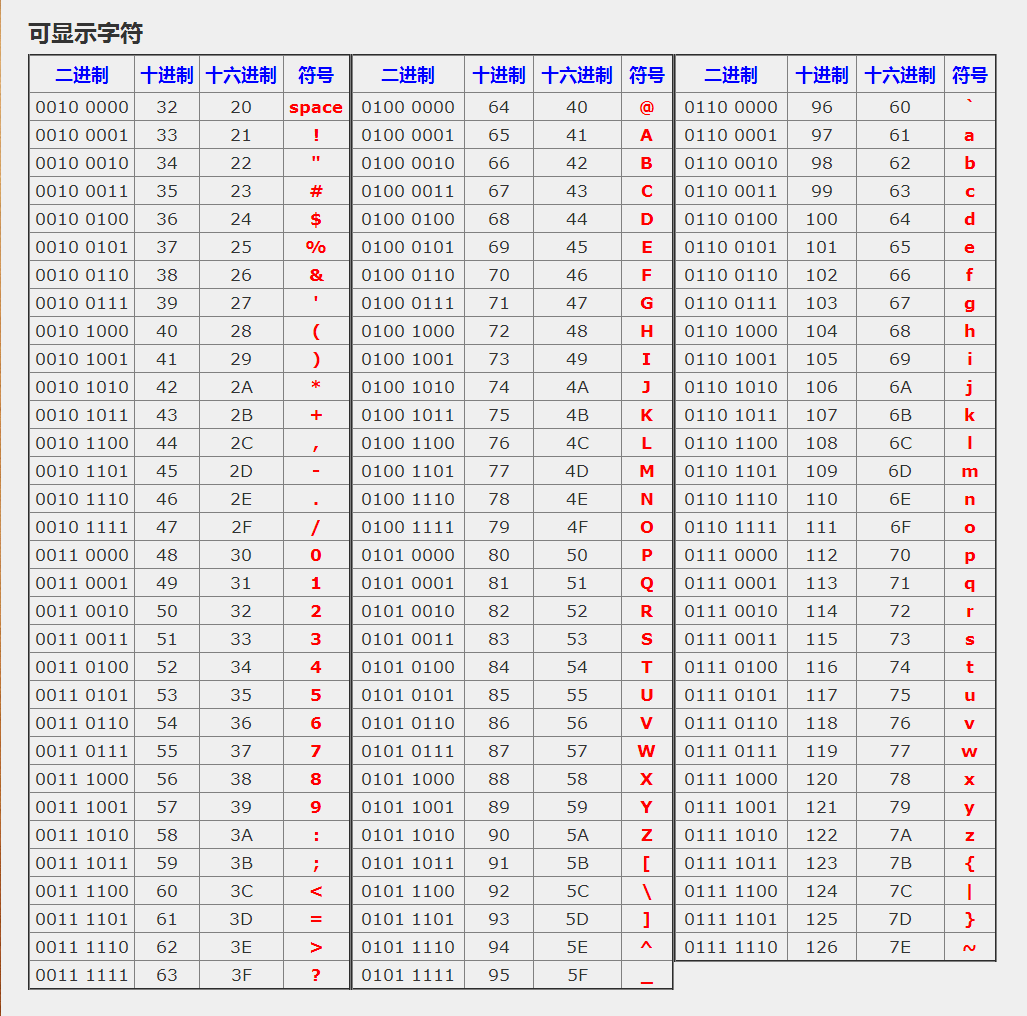 可显示字符
二进制 十进制 十六进制 符号 二进制 十进制 十六进制 符号 二进制 十进制 十六进制 符号
0010 0000 32 20 space 0100 0000 64 40 @ 0110 0000 96 60 `
0010 0001 33 21 ! 0100 0001 65 41 A 0110 0001 97 61 a
0010 0010 34 22 " 0100 0010 66 42 B 0110 0010 98 62 b
0010 0011 35 23 # 0100 0011 67 43 C 0110 0011 99 63 c
0010 0100 36 24 $ 0100 0100 68 44 D 0110 0100 100 64 d
0010 0101 37 25 % 0100 0101 69 45 E 0110 0101 101 65 e
0010 0110 38 26 & 0100 0110 70 46 F 0110 0110 102 66 f
0010 0111 39 27 ' 0100 0111 71 47 G 0110 0111 103 67 g
0010 1000 40 28 ( 0100 1000 72 48 H 0110 1000 104 68 h
0010 1001 41 29 ) 0100 1001 73 49 I 0110 1001 105 69 i
0010 1010 42 2A * 0100 1010 74 4A J 0110 1010 106 6A j
0010 1011 43 2B + 0100 1011 75 4B K 0110 1011 107 6B k
0010 1100 44 2C , 0100 1100 76 4C L 0110 1100 108 6C l
0010 1101 45 2D - 0100 1101 77 4D M 0110 1101 109 6D m
0010 1110 46 2E . 0100 1110 78 4E N 0110 1110 110 6E n
0010 1111 47 2F / 0100 1111 79 4F O 0110 1111 111 6F o
0011 0000 48 30 0 0101 0000 80 50 P 0111 0000 112 70 p
0011 0001 49 31 1 0101 0001 81 51 Q 0111 0001 113 71 q
0011 0010 50 32 2 0101 0010 82 52 R 0111 0010 114 72 r
0011 0011 51 33 3 0101 0011 83 53 S 0111 0011 115 73 s
0011 0100 52 34 4 0101 0100 84 54 T 0111 0100 116 74 t
0011 0101 53 35 5 0101 0101 85 55 U 0111 0101 117 75 u
0011 0110 54 36 6 0101 0110 86 56 V 0111 0110 118 76 v
0011 0111 55 37 7 0101 0111 87 57 W 0111 0111 119 77 w
0011 1000 56 38 8 0101 1000 88 58 X 0111 1000 120 78 x
0011 1001 57 39 9 0101 1001 89 59 Y 0111 1001 121 79 y
0011 1010 58 3A : 0101 1010 90 5A Z 0111 1010 122 7A z
0011 1011 59 3B ; 0101 1011 91 5B [ 0111 1011 123 7B {
0011 1100 60 3C < 0101 1100 92 5C \ 0111 1100 124 7C |
0011 1101 61 3D = 0101 1101 93 5D ] 0111 1101 125 7D }
0011 1110 62 3E > 0101 1110 94 5E ^ 0111 1110 126 7E ~
0011 1111 63 3F ? 0101 1111 95 5F _